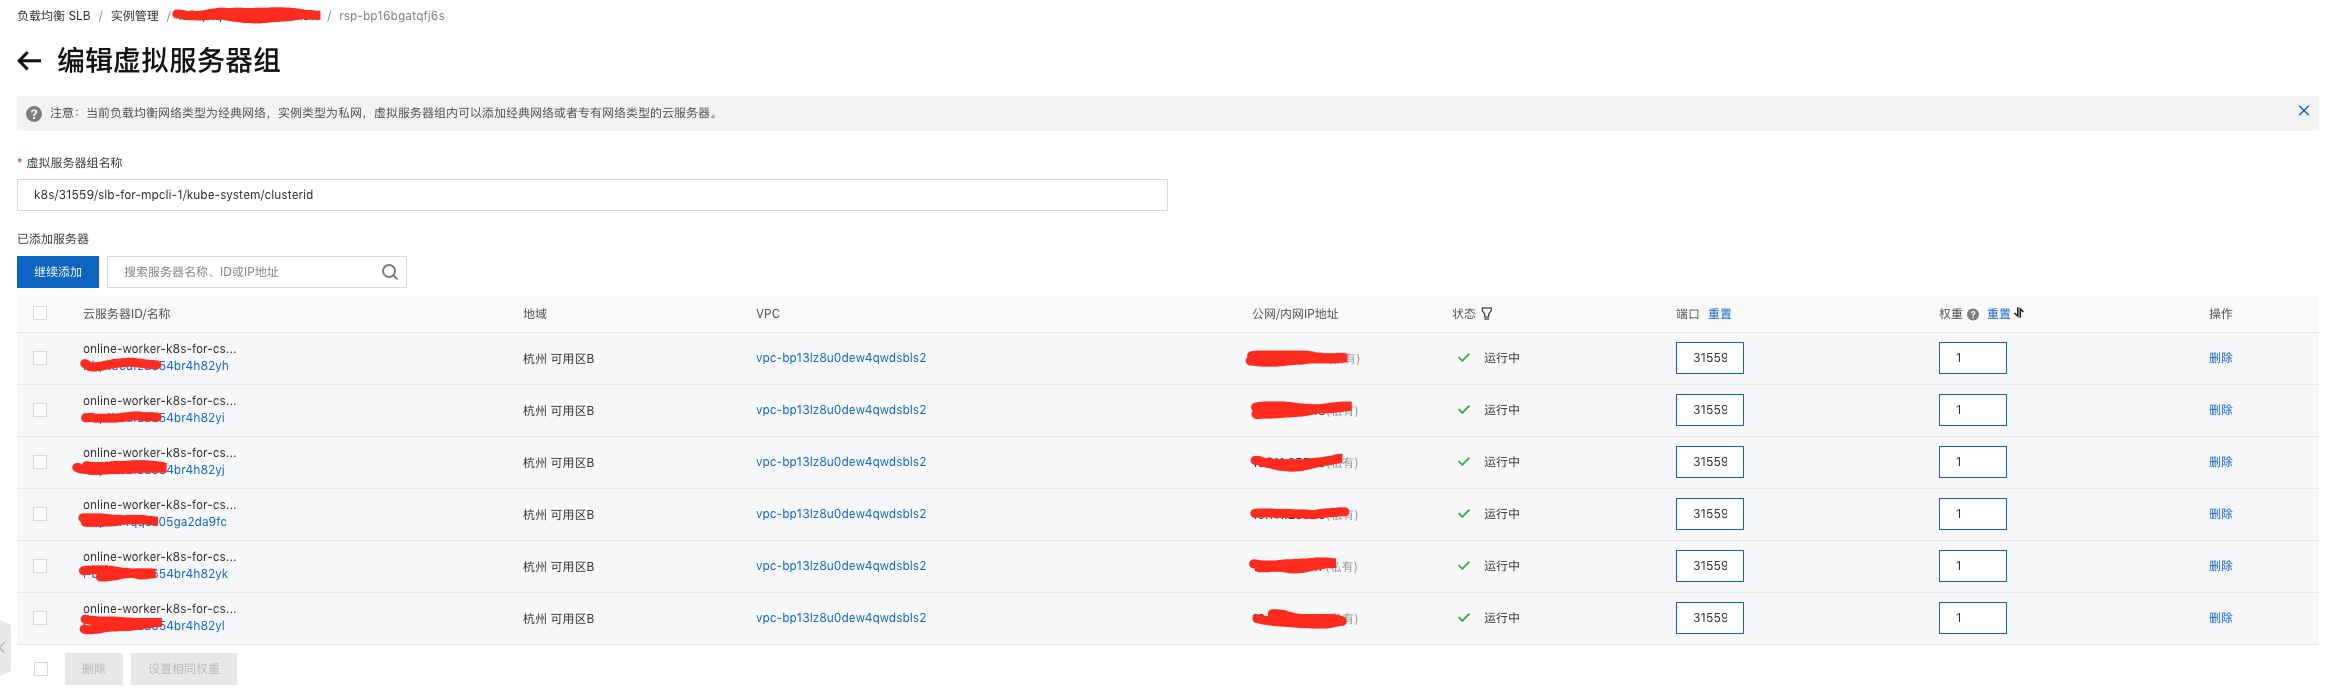 负载均衡 SLB / 实例管理 / / rsp-bp16bgatqfj6s
编辑虚拟服务器组
注意：当前负载均衡网络类型为经典网络，实例类型为私网，虚拟服务器组内可以添加经典网络或者专有网络类型的云服务器。
* 虚拟服务器组名称
k8s/31559/slb-for-mpcli-1/kube-system/clusterid
已添加服务器
继续添加 搜索服务器名称、ID或IP地址
云服务器ID/名称 地域 VPC 公网/内网IP地址 状态 端口 重置 权重 重置 操作
online-worker-k8s-for-cs...
54br4h82yh 杭州 可用区B vpc-bp13lz8u0dew4qwdsbls2 有) 运行中 31559 1 删除
online-worker-k8s-for-cs...
54br4h82yi 杭州 可用区B vpc-bp13lz8u0dew4qwdsbls2 有) 运行中 31559 1 删除
online-worker-k8s-for-cs...
4br4h82yj 杭州 可用区B vpc-bp13lz8u0dew4qwdsbls2 (私有) 运行中 31559 1 删除
online-worker-k8s-for-cs...
05ga2da9fc 杭州 可用区B vpc-bp13lz8u0dew4qwdsbls2 有) 运行中 31559 1 删除
online-worker-k8s-for-cs...
54br4h82yk 杭州 可用区B vpc-bp13lz8u0dew4qwdsbls2 (私有) 运行中 31559 1 删除
online-worker-k8s-for-cs...
54br4h82yl 杭州 可用区B vpc-bp13lz8u0dew4qwdsbls2 有) 运行中 31559 1 删除
删除 设置相同权重